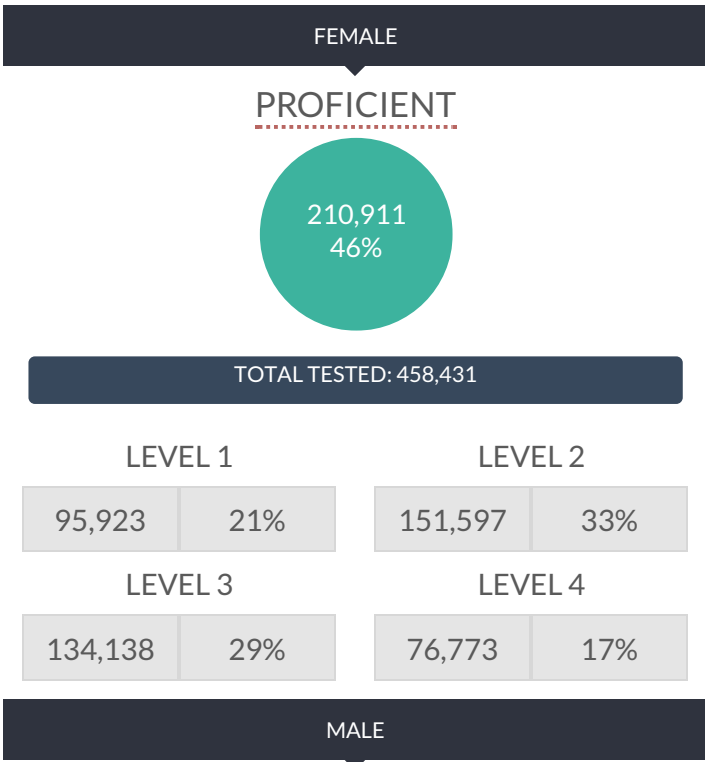 FEMALE
PROFICIENT
210,911
46%
TOTAL TESTED: 458,431
LEVEL 1 LEVEL 2
95,923 21% 151,597 33%
LEVEL 3 LEVEL 4
134,138 29% 76,773 17%
MALE